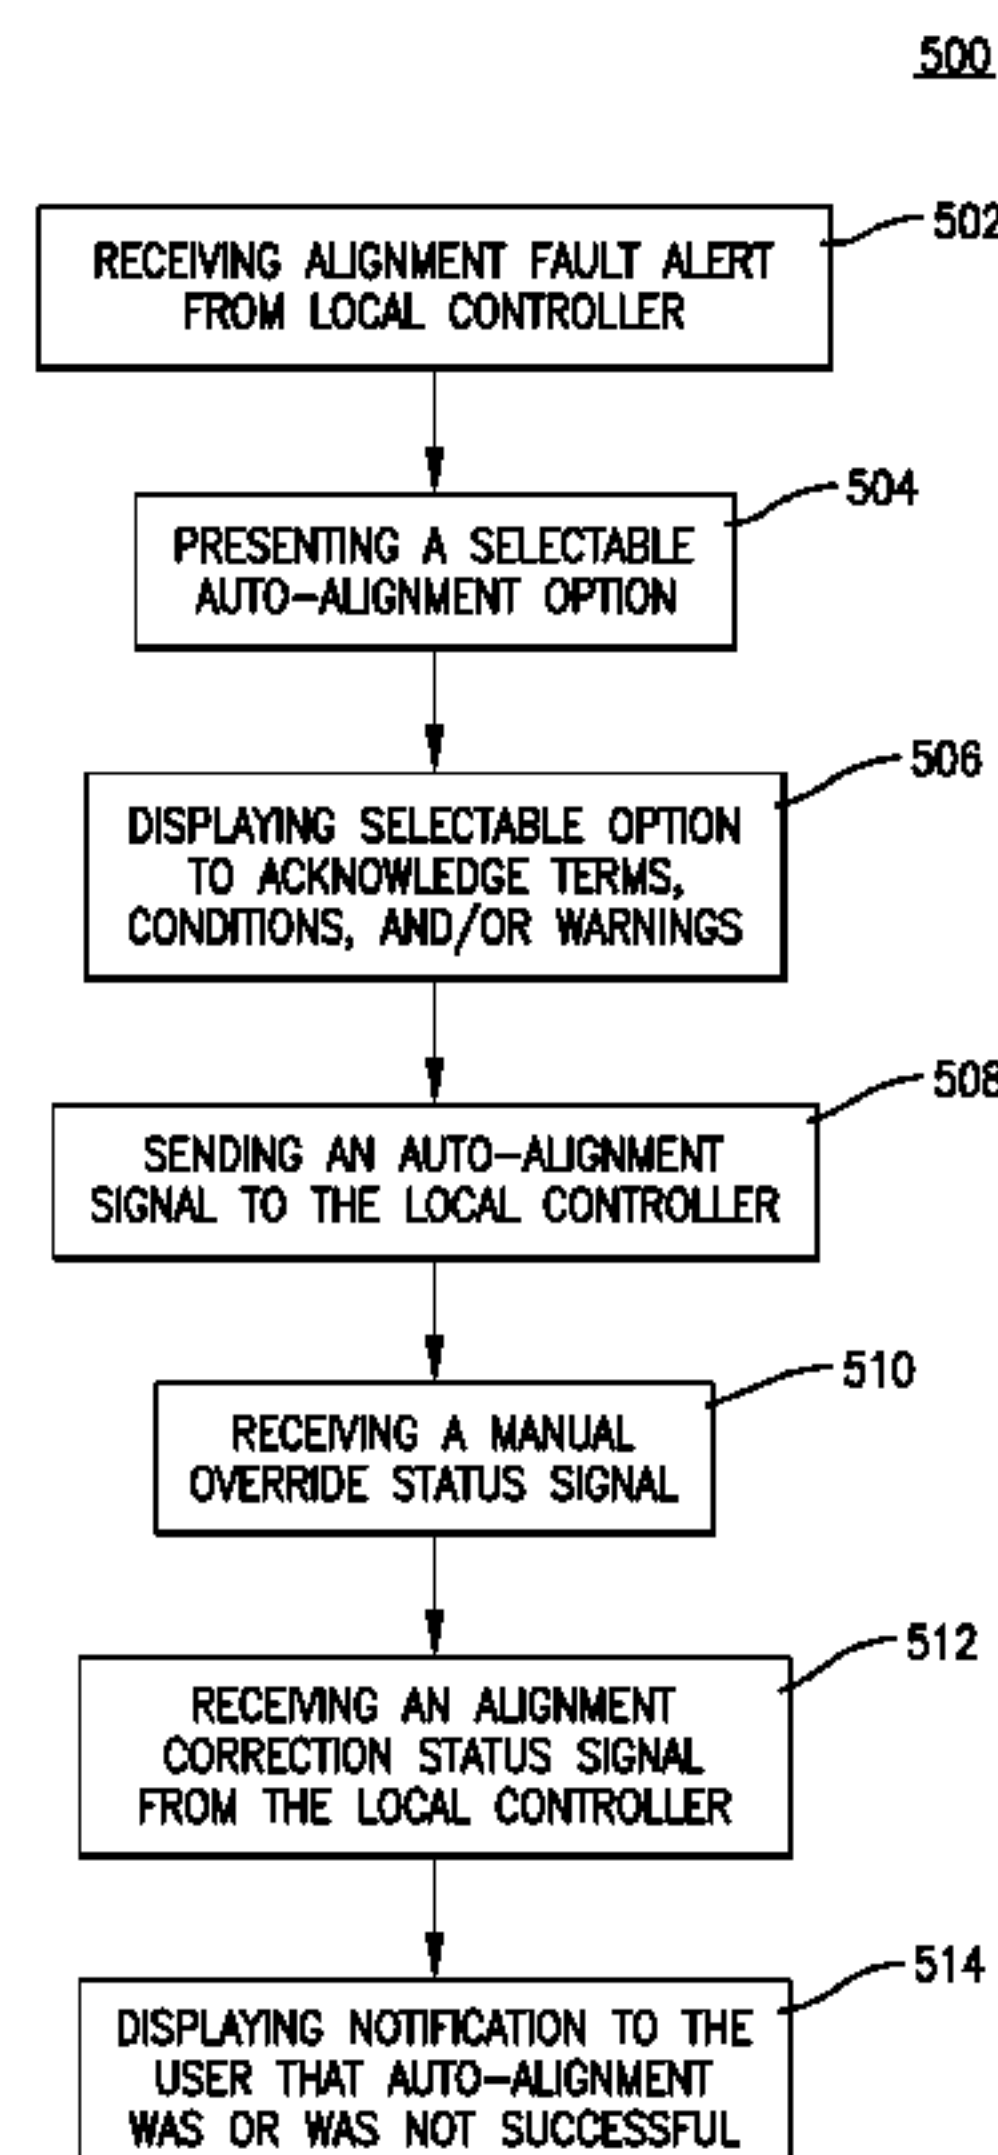 500
502
RECEIVING ALIGNMENT FAULT ALERT
FROM LOCAL CONTROLLER
504
PRESENTING A SELECTABLE
AUTO-ALIGNMENT OPTION
506
DISPLAYING SELECTABLE OPTION
TO ACKNOWLEDGE TERMS,
CONDITIONS, AND/OR WARNINGS
508
SENDING AN AUTO-ALIGNMENT
SIGNAL TO THE LOCAL CONTROLLER
510
RECEIVING A MANUAL
OVERRIDE STATUS SIGNAL
512
RECEIVING AN ALIGNMENT
CORRECTION STATUS SIGNAL
FROM THE LOCAL CONTROLLER
514
DISPLAYING NOTIFICATION TO THE
USER THAT AUTO-ALIGNMENT
WAS OR WAS NOT SUCCESSFUL